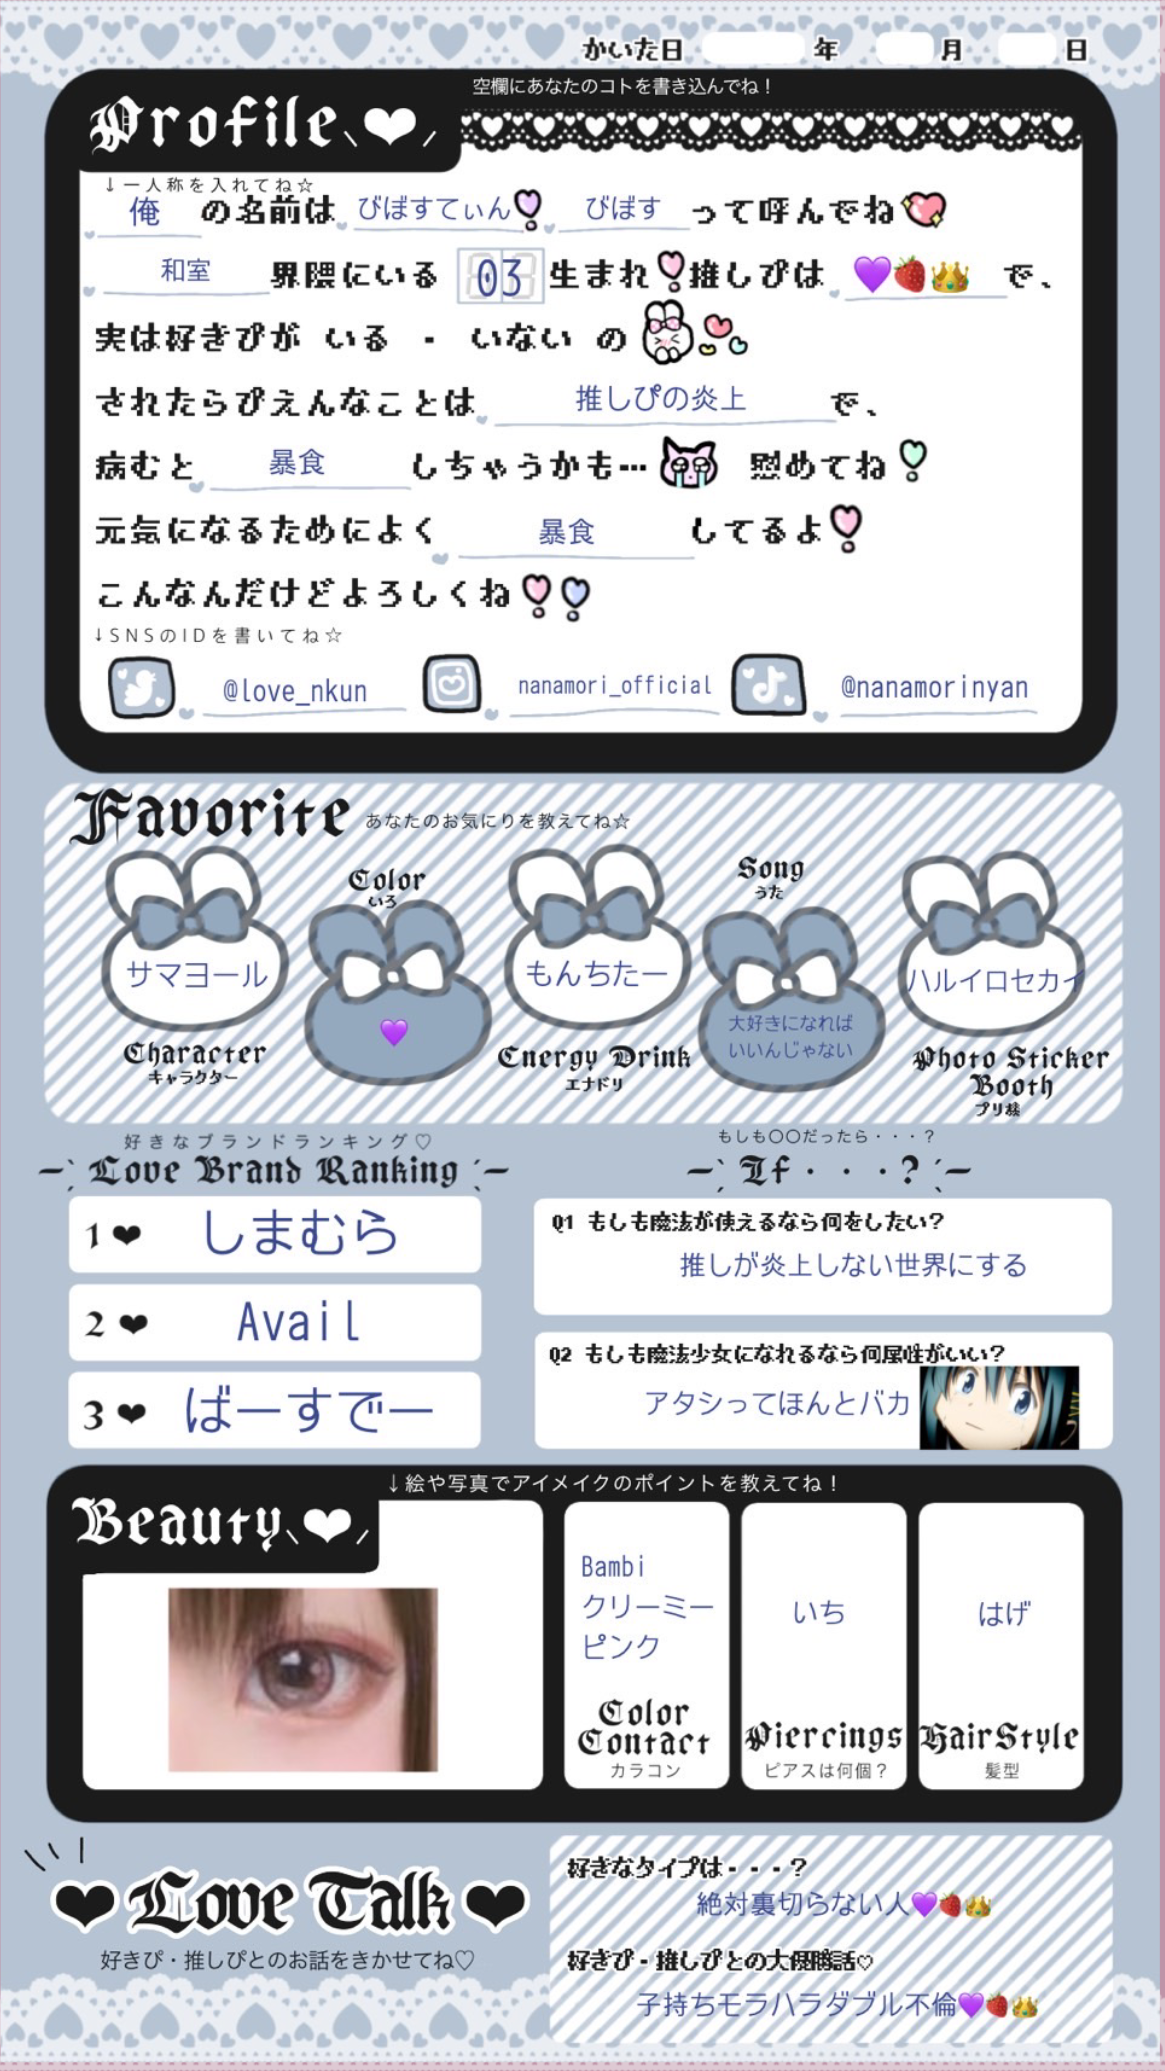 かいた日 年 月 日
空欄にあなたのコトを書き込んでね！
Profile
↓一人称を入れてね☆
俺 の名前は びぼすてぃん びぼす って呼んでね💘
和室 界隈にいる 03 生まれ 推しぴは 💜🍓👑 で、
実は好きぴが いる - いない の
されたらぴえんなことは 推しぴの炎上 で、
病むと 暴食 しちゃうかも… 慰めてね
元気になるためによく 暴食 してるよ
こんなんだけどよろしくね
↓SNSのIDを書いてね☆
@love_nkun nanamori_official @nanamorinyan
Favorite あなたのお気にりを教えてね☆
サマヨール
Character
キャラクター
Color
いろ
💜
もんちたー
Energy Drink
エナドリ
Song
うた
大好きになれば
いいんじゃない
ハルイロセカイ
Photo Sticker
Booth
プリ機
好きなブランドランキング♡
Love Brand Ranking
1 ❤ しまむら
2 ❤ Avail
3 ❤ ばーすでー
もしも〇〇だったら・・・？
If・・・？
Q1 もしも魔法が使えるなら何をしたい？
推しが炎上しない世界にする
Q2 もしも魔法少女になれるなら何属性がいい？
アタシってほんとバカ
Beauty
↓絵や写真でアイメイクのポイントを教えてね！
Bambi
クリーミー
ピンク
Color
Contact
カラコン
いち
Piercings
ピアスは何個？
はげ
HairStyle
髪型
❤ Love Talk ❤
好きぴ・推しぴとのお話をきかせてね♡
好きなタイプは・・・？
絶対裏切らない人💜🍓👑
好きぴ・推しぴとの大優勝話♡
子持ちモラハラダブル不倫💜🍓👑